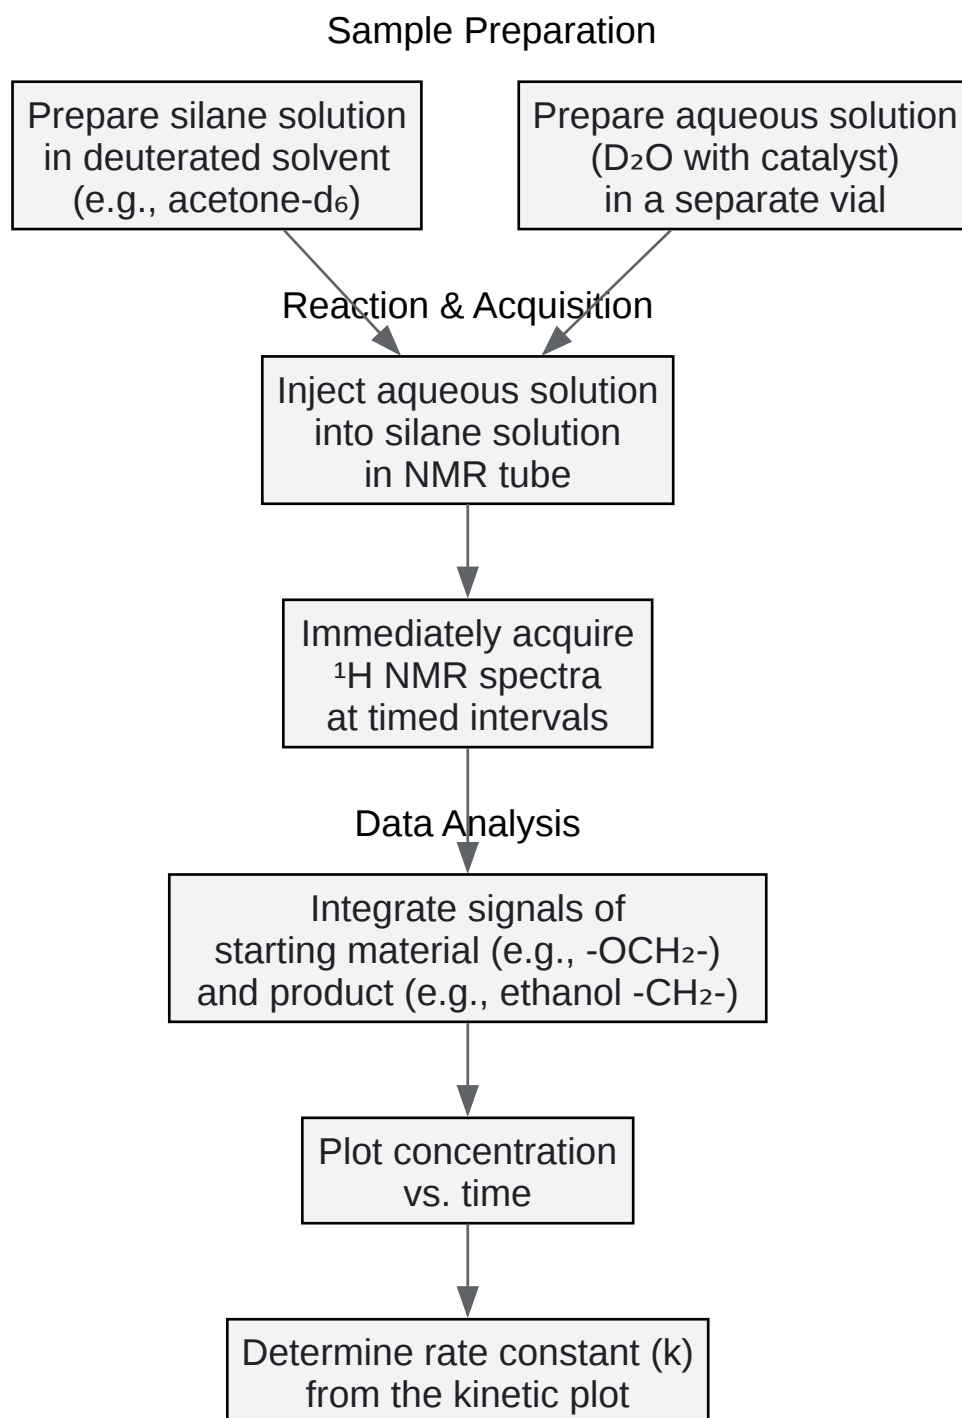 Sample Preparation
Prepare silane solution
in deuterated solvent
(e.g., acetone-d₆)
Prepare aqueous solution
(D₂O with catalyst)
in a separate vial
Reaction & Acquisition
Inject aqueous solution
into silane solution
in NMR tube
Immediately acquire
¹H NMR spectra
at timed intervals
Data Analysis
Integrate signals of
starting material (e.g., -OCH₂-)
and product (e.g., ethanol -CH₂-)
Plot concentration
vs. time
Determine rate constant (k)
from the kinetic plot